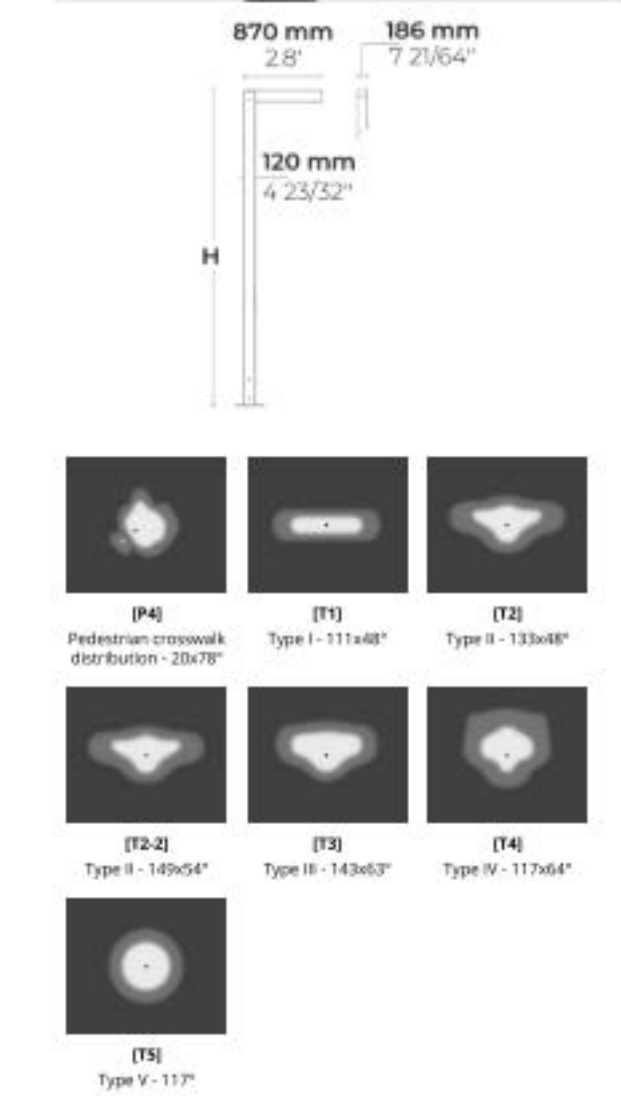 870 mm
2.8'
186 mm
7 21/64"
120 mm
4 23/32"
H
[P4]
Pedestrian crosswalk
distribution - 20x78°
[T1]
Type I - 111x48°
[T2]
Type II - 133x48°
[T2-2]
Type II - 149x54°
[T3]
Type III - 143x63°
[T4]
Type IV - 117x64°
[T5]
Type V - 117°